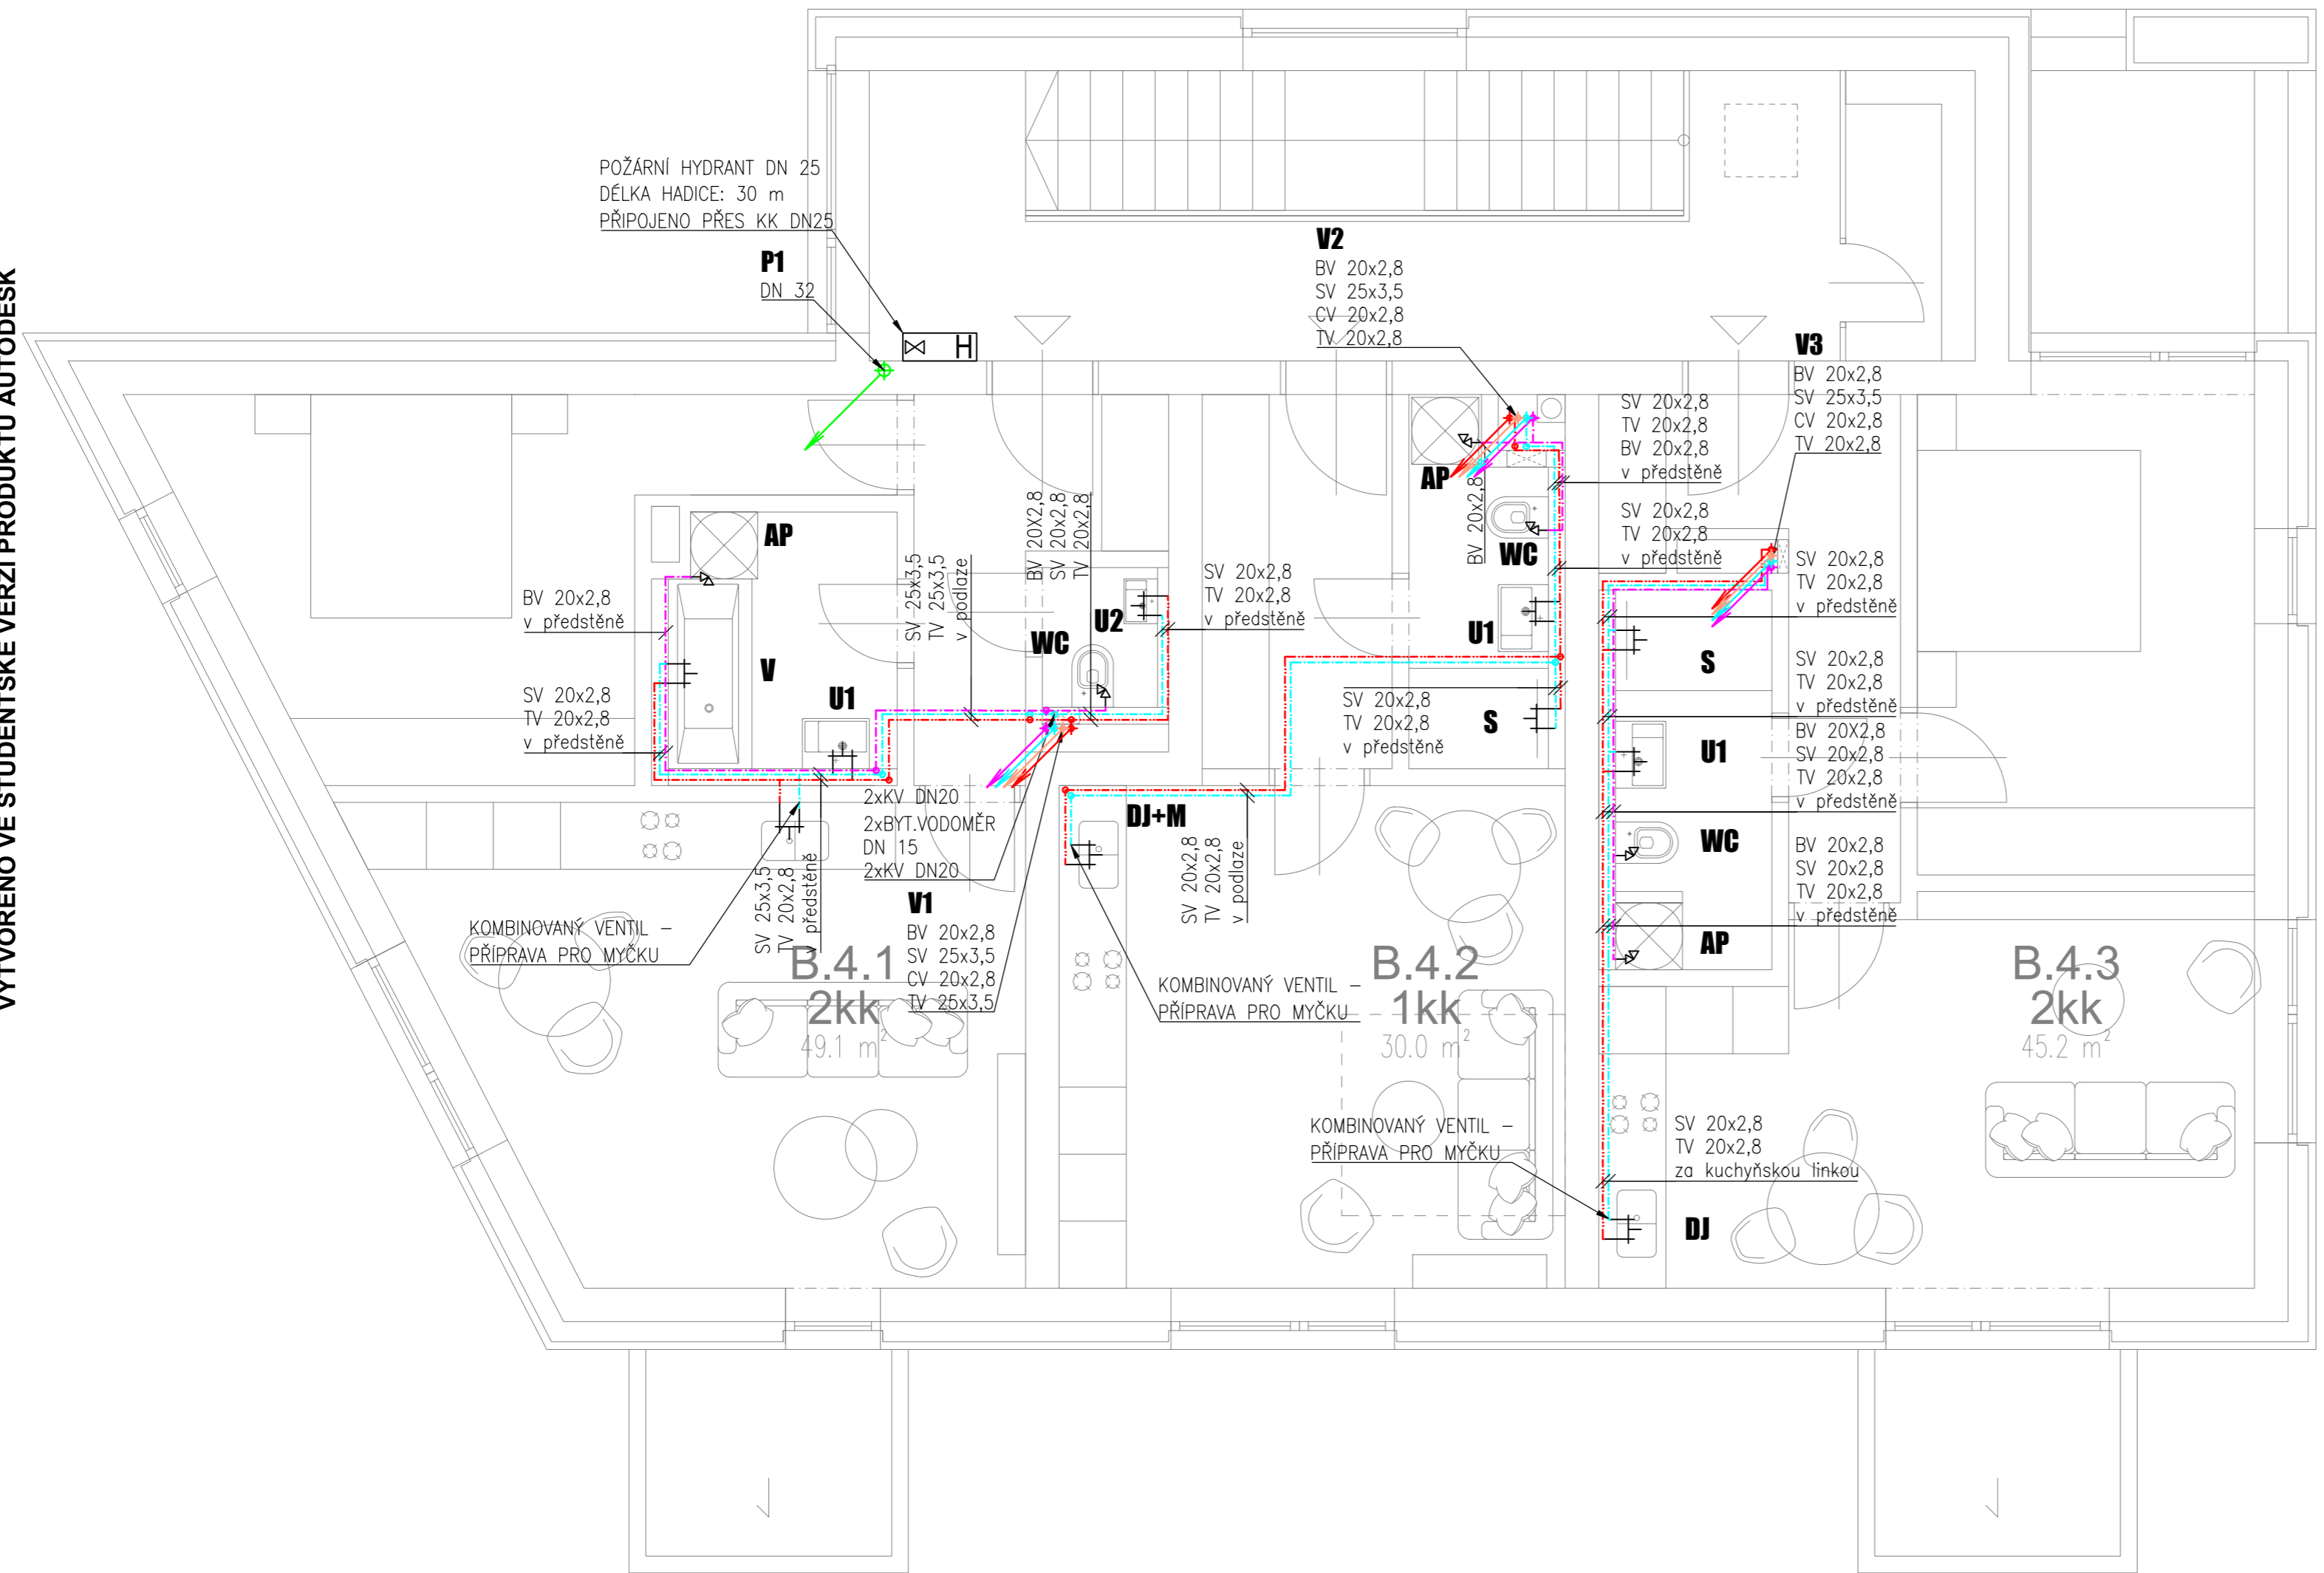 VYTVOŘENO VE STUDENTSKÉ VERZI PRODUKTU AUTODESK
POŽÁRNÍ HYDRANT DN 25
DÉLKA HADICE: 30 m
PŘIPOJENO PŘES KK DN25
P1
DN 32
H
V2
BV 20x2,8
SV 25x3,5
CV 20x2,8
TV 20x2,8
V3
BV 20x2,8
SV 25x3,5
CV 20x2,8
TV 20x2,8
SV 20x2,8
TV 20x2,8
BV 20x2,8
v předstěně
SV 20x2,8
TV 20x2,8
v předstěně
AP
BV 20x2,8
WC
U1
S
AP
BV 20x2,8
v předstěně
SV 20x2,8
TV 20x2,8
v předstěně
V
U1
SV 25x3,5
TV 25x3,5
v podlaze
BV 20X2,8
SV 20x2,8
TV 20x2,8
WC
U2
SV 20x2,8
TV 20x2,8
v předstěně
SV 20x2,8
TV 20x2,8
v předstěně
SV 20x2,8
TV 20x2,8
v předstěně
S
SV 20x2,8
TV 20x2,8
v předstěně
U1
BV 20X2,8
SV 20x2,8
TV 20x2,8
v předstěně
WC
BV 20x2,8
SV 20x2,8
TV 20x2,8
v předstěně
AP
2xKV DN20
2xBYT.VODOMĚR
DN 15
2xKV DN20
V1
BV 20x2,8
SV 25x3,5
CV 20x2,8
TV 25x3,5
SV 25x3,5
TV 20x2,8
v předstěně
KOMBINOVANÝ VENTIL –
PŘÍPRAVA PRO MYČKU
DJ+M
SV 20x2,8
TV 20x2,8
v podlaze
KOMBINOVANÝ VENTIL –
PŘÍPRAVA PRO MYČKU
B.4.1
2kk
49.1 m²
B.4.2
1kk
30.0 m²
B.4.3
2kk
45.2 m²
KOMBINOVANÝ VENTIL –
PŘÍPRAVA PRO MYČKU
SV 20x2,8
TV 20x2,8
za kuchyňskou linkou
DJ